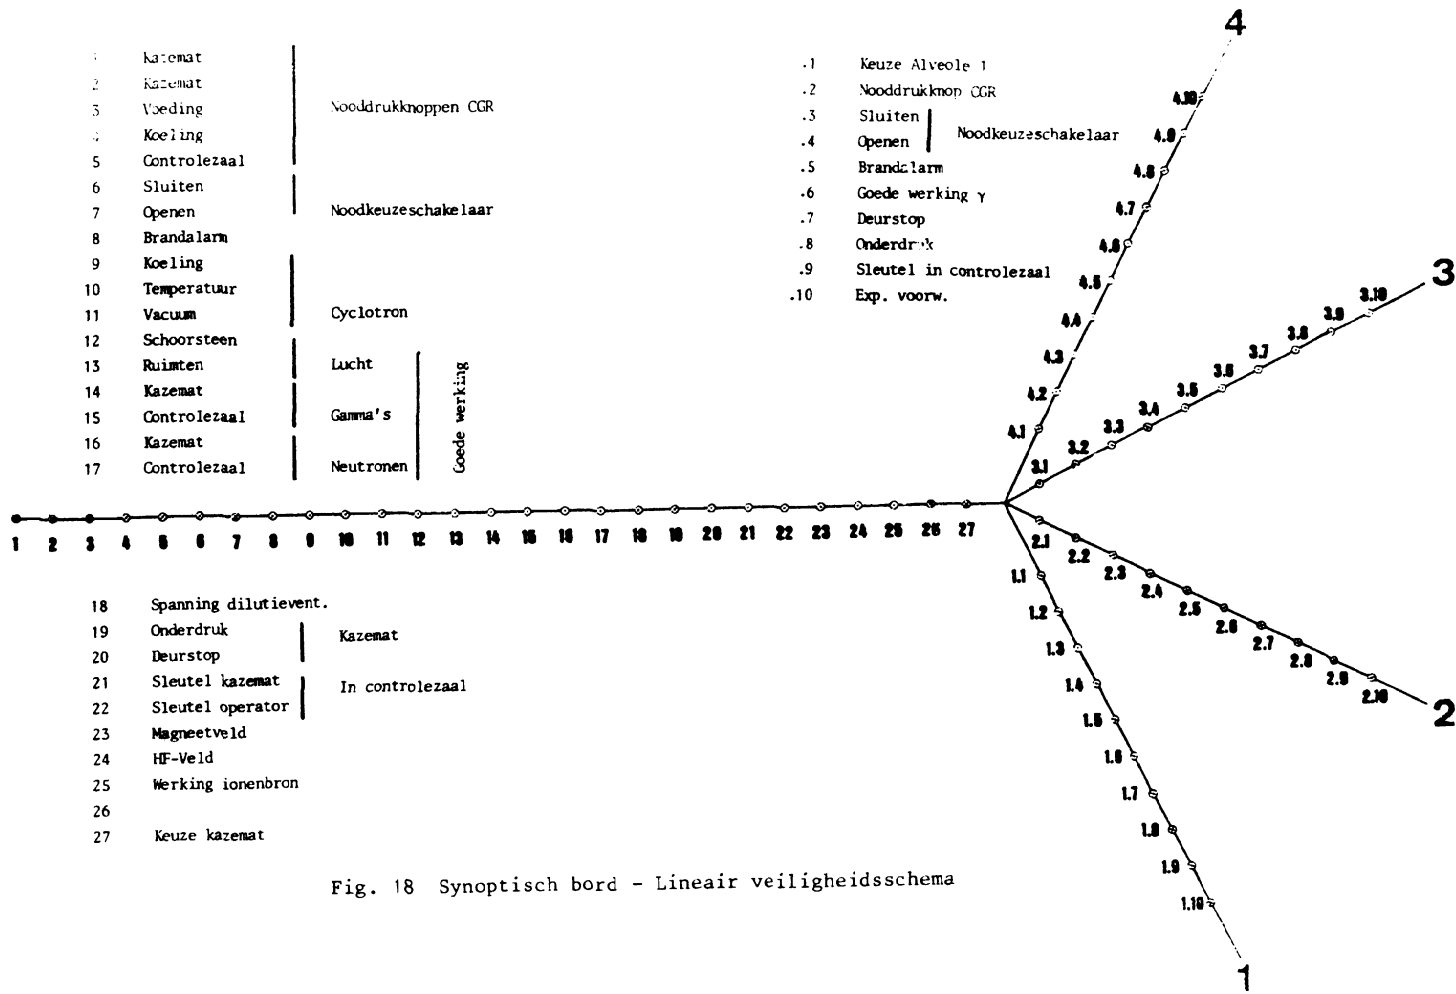 1 Kazemat
2 Kazemat
3 Voeding Nooddrukknoppen CGR
4 Koeling
5 Controlezaal
6 Sluiten
7 Openen Noodkeuzeschakelaar
8 Brandalarm
9 Koeling
10 Temperatuur
11 Vacuum Cyclotron
12 Schoorsteen
13 Ruimten Lucht
14 Kazemat
15 Controlezaal Gamma's
16 Kazemat
17 Controlezaal Neutronen
Goede werking
.1 Keuze Alveole 1
.2 Nooddrukknop CGR
.3 Sluiten
.4 Openen Noodkeuzeschakelaar
.5 Brandalarm
.6 Goede werking γ
.7 Deurstop
.8 Onderdruk
.9 Sleutel in controlezaal
.10 Exp. voorw.
4
4.10
4.9
4.8
4.7
4.6
4.5
4.4
4.3
4.2
4.1
3
3.10
3.9
3.8
3.7
3.6
3.5
3.4
3.3
3.2
3.1
1 2 3 4 5 6 7 8 9 10 11 12 13 14 15 16 17 18 19 20 21 22 23 24 25 26 27
2.1
2.2
2.3
2.4
2.5
2.6
2.7
2.8
2.9
2.10
2
1.1
1.2
1.3
1.4
1.5
1.6
1.7
1.8
1.9
1.10
1
18 Spanning dilutievent.
19 Onderdruk Kazemat
20 Deurstop
21 Sleutel kazemat In controlezaal
22 Sleutel operator
23 Magneetveld
24 HF-Veld
25 Werking ionenbron
26
27 Keuze kazemat
Fig. 18 Synoptisch bord - Lineair veiligheidsschema